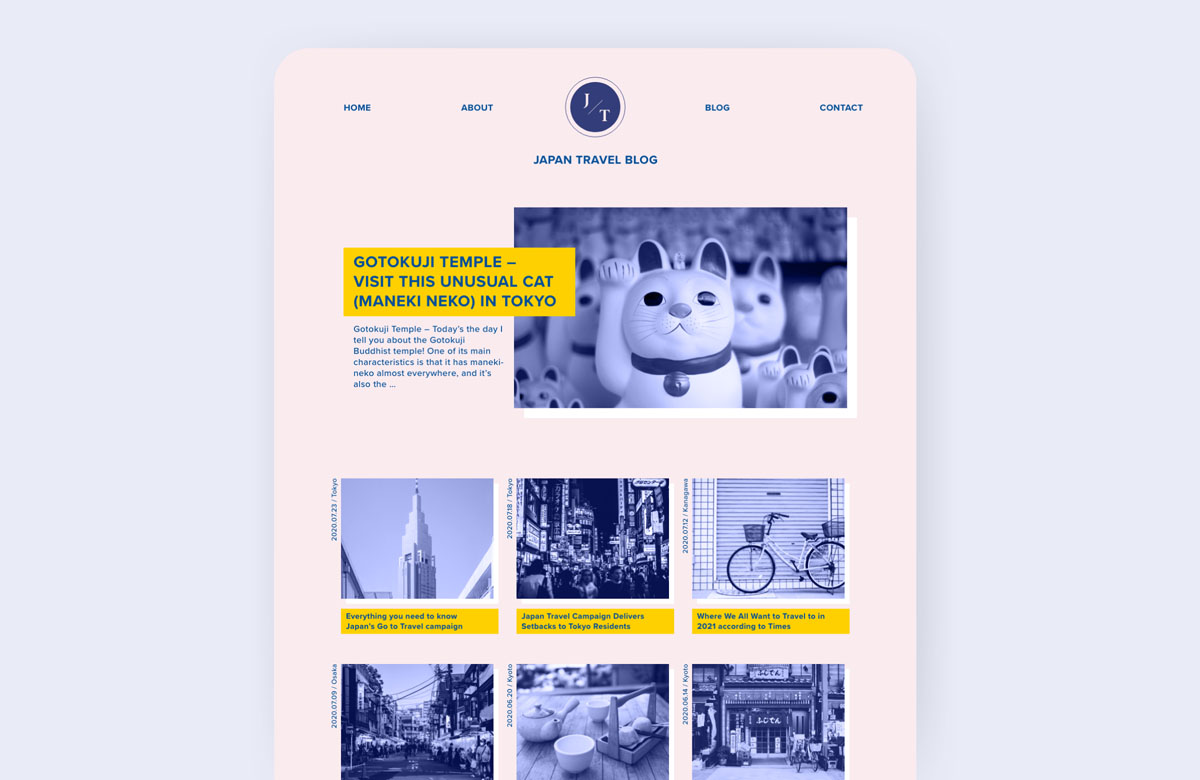 HOME
ABOUT
J
T
BLOG
CONTACT
JAPAN TRAVEL BLOG
GOTOKUJI TEMPLE –
VISIT THIS UNUSUAL CAT
(MANEKI NEKO) IN TOKYO
Gotokuji Temple – Today's the day I
tell you about the Gotokuji
Buddhist temple! One of its main
characteristics is that it has maneki-
neko almost everywhere, and it's
also the ...
2020.07.23 / Tokyo
Everything you need to know
Japan's Go to Travel campaign
2020.07.18 / Tokyo
Japan Travel Campaign Delivers
Setbacks to Tokyo Residents
2020.07.12 / Kanagawa
Where We All Want to Travel to in
2021 according to Times
2020.07.09 / Osaka
2020.06.20 / Kyoto
2020.06.14 / Kyoto